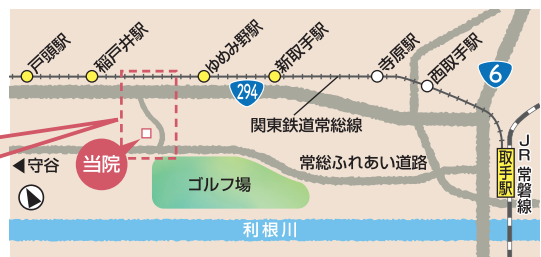 戸頭駅
稲戸井駅
ゆめみ野駅
新取手駅
寺原駅
西取手駅
294
6
関東鉄道常総線
守谷
当院
常総ふれあい道路
取手駅
JR常磐線
ゴルフ場
利根川